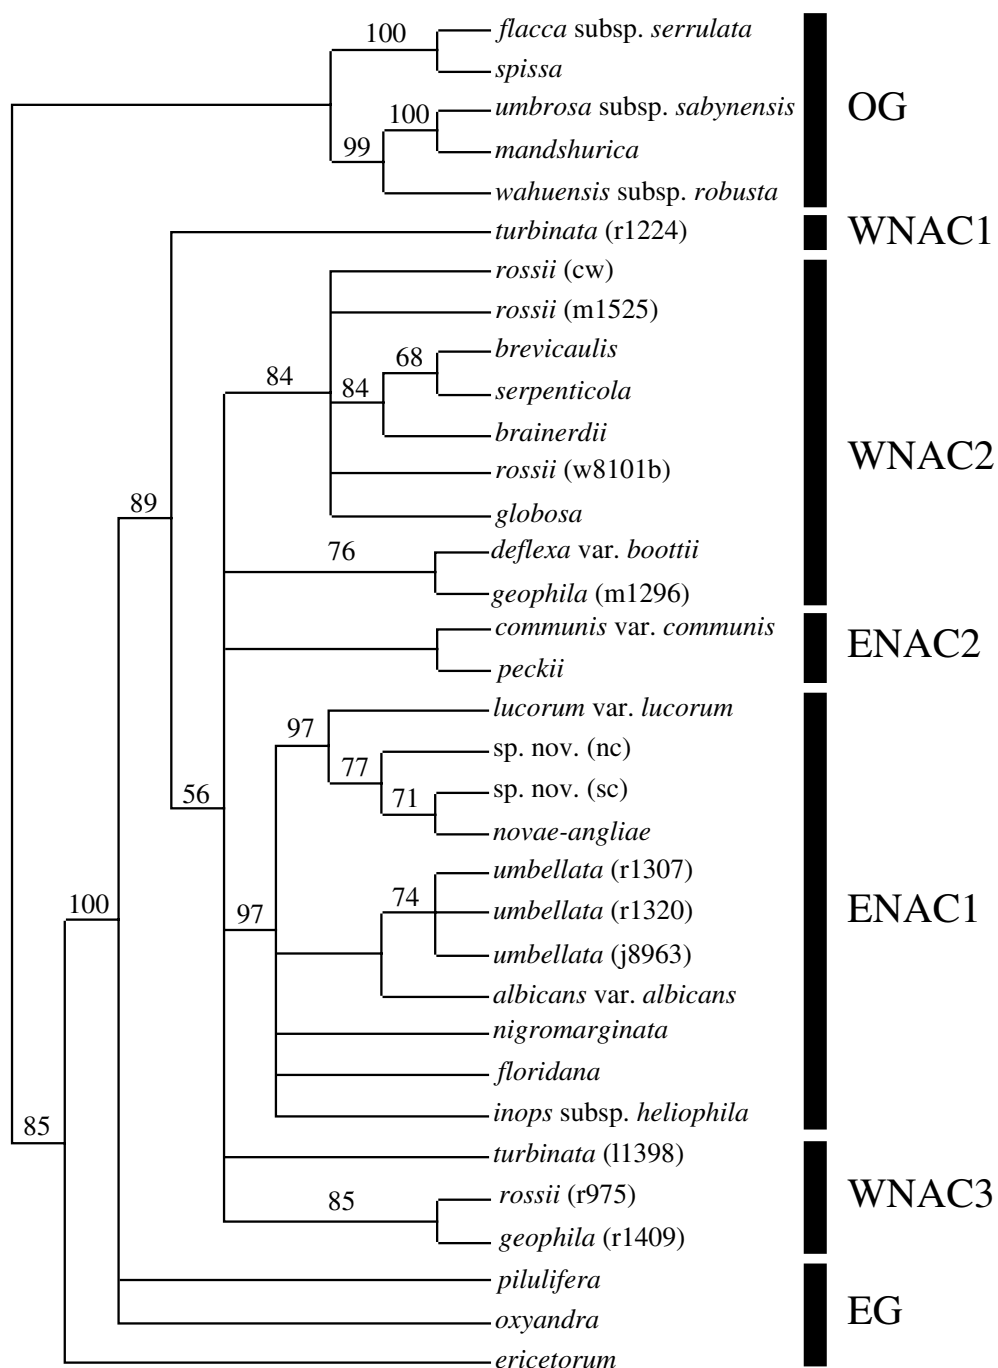 100
flacca subsp. serrulata
spissa
100
umbrosa subsp. sabynensis
99
mandshurica
wahuensis subsp. robusta
OG
turbinata (r1224)
WNAC1
rossii (cw)
rossii (m1525)
84
84
68
brevicaulis
serpenticola
brainerdii
rossii (w8101b)
globosa
76
deflexa var. boottii
geophila (m1296)
WNAC2
89
communis var. communis
peckii
ENAC2
97
lucorum var. lucorum
77
sp. nov. (nc)
56
71
sp. nov. (sc)
novae-angliae
umbellata (r1307)
100
97
74
umbellata (r1320)
umbellata (j8963)
albicans var. albicans
nigromarginata
floridana
inops subsp. heliophila
ENAC1
85
turbinata (l1398)
85
rossii (r975)
geophila (r1409)
WNAC3
pilulifera
oxyandra
ericetorum
EG